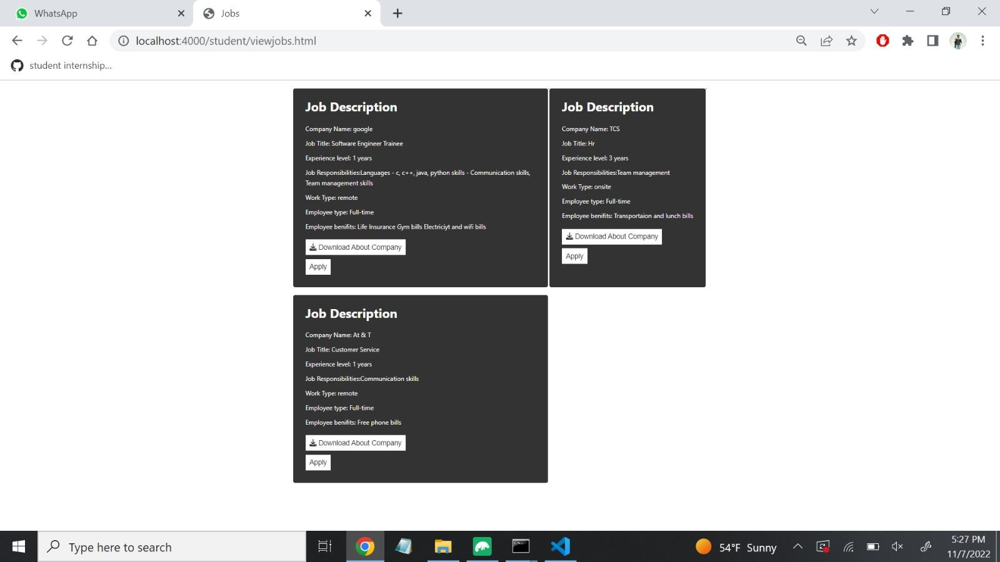 WhatsApp
Jobs
localhost:4000/student/viewjobs.html
student internship...
Job Description
Company Name: google
Job Title: Software Engineer Trainee
Experience level: 1 years
Job Responsibilities:Languages - c, c++, java, python skills - Communication skills,
Team management skills
Work Type: remote
Employee type: Full-time
Employee benifits: Life Insurance Gym bills Electriciyt and wifi bills
Download About Company
Apply
Job Description
Company Name: TCS
Job Title: Hr
Experience level: 3 years
Job Responsibilities:Team management
Work Type: onsite
Employee type: Full-time
Employee benifits: Transportaion and lunch bills
Download About Company
Apply
Job Description
Company Name: At & T
Job Title: Customer Service
Experience level: 1 years
Job Responsibilities:Communication skills
Work Type: remote
Employee type: Full-time
Employee benifits: Free phone bills
Download About Company
Apply
Type here to search
54°F Sunny
5:27 PM
11/7/2022